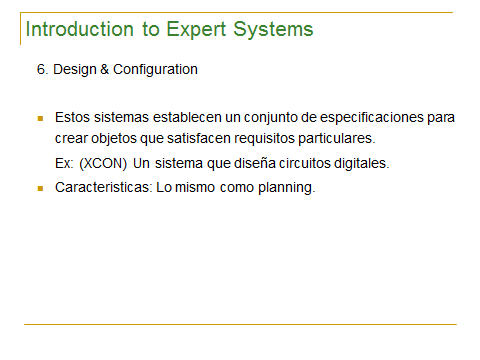 Introduction to Expert Systems
6. Design & Configuration
Estos sistemas establecen un conjunto de especificaciones para
crear objetos que satisfacen requisitos particulares.
Ex: (XCON) Un sistema que diseña circuitos digitales.
Caracteristicas: Lo mismo como planning.